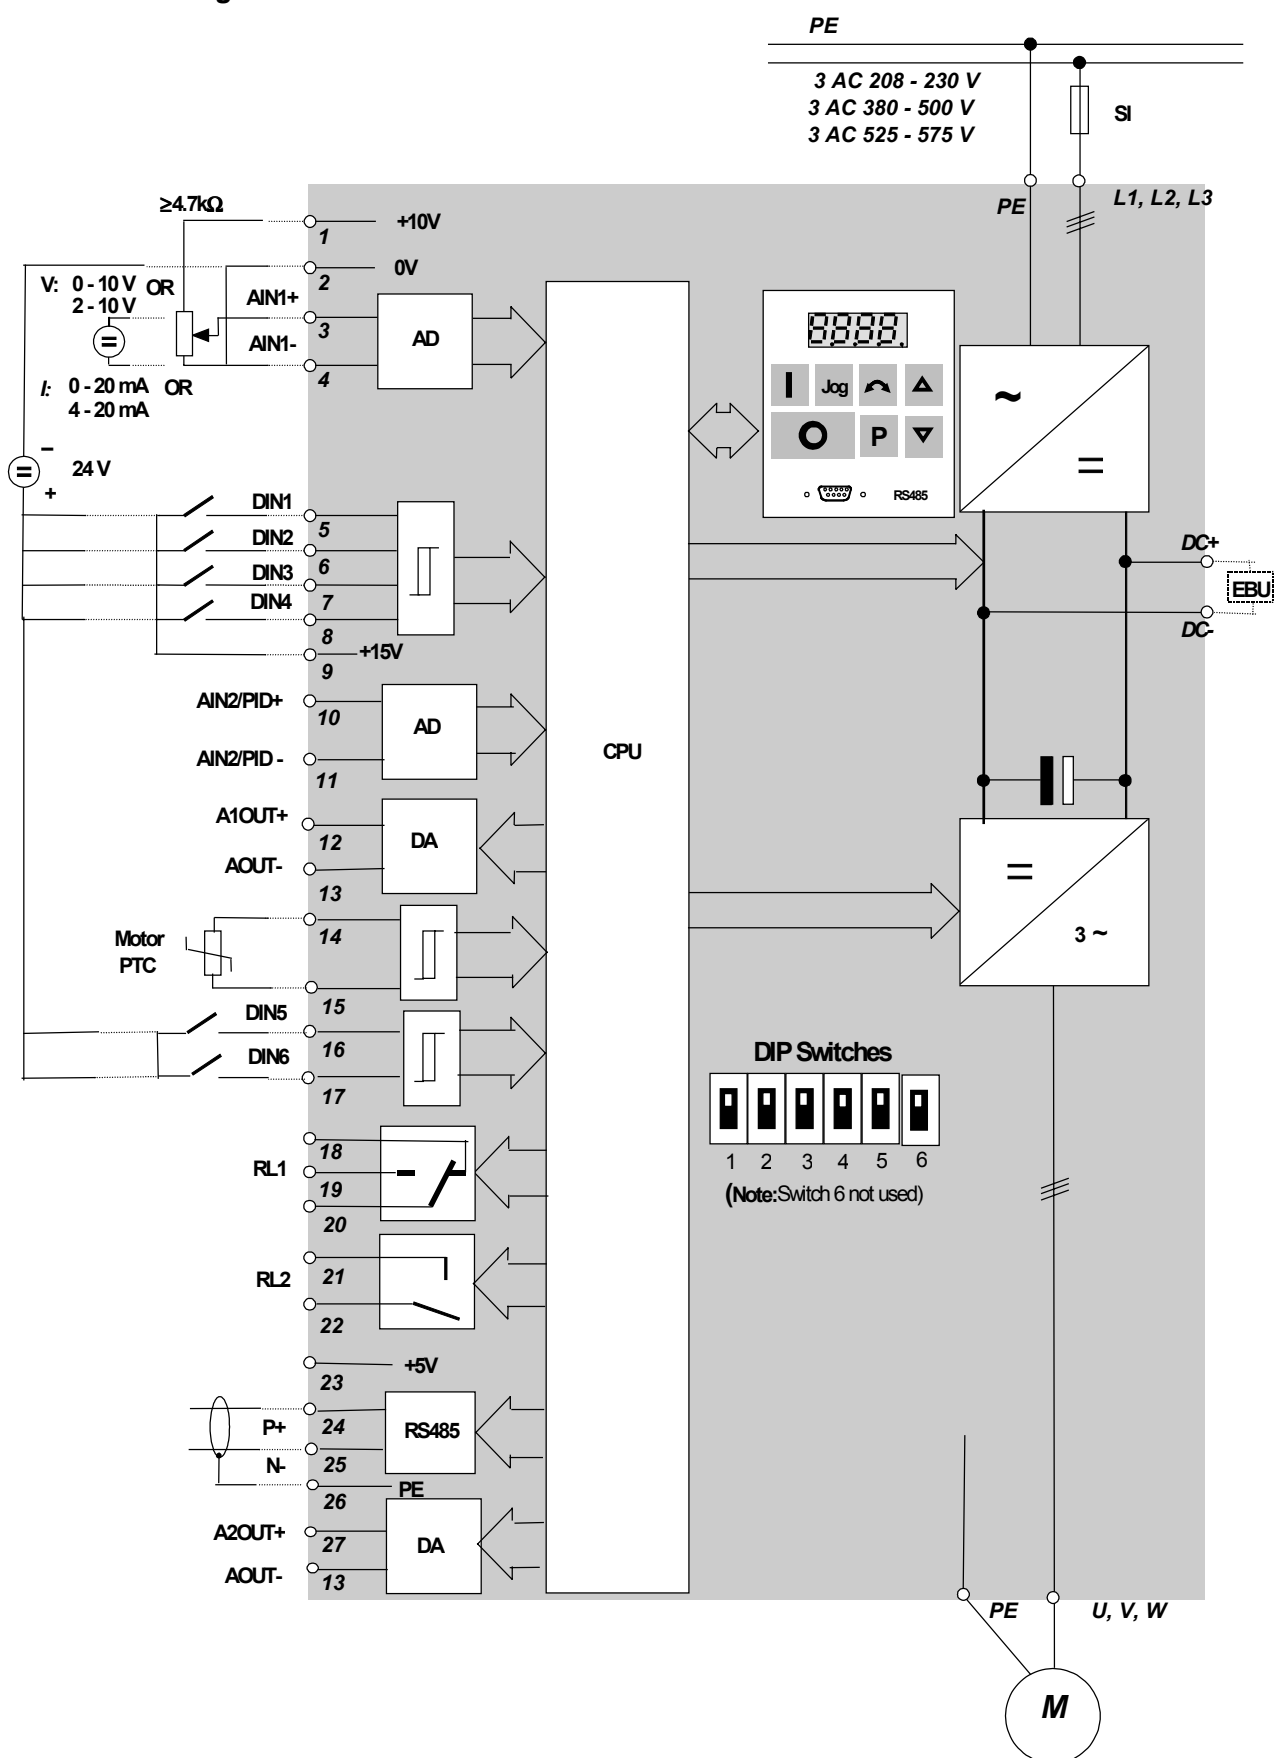 PE
3 AC 208 - 230 V
3 AC 380 - 500 V
3 AC 525 - 575 V
SI
PE
L1, L2, L3
≥4.7kΩ
1
+10V
2
0V
V: 0 - 10 V OR
2 - 10 V
AIN1+
3
AD
AIN1-
4
I: 0 - 20 mA OR
4 - 20 mA
8888.
Jog
P
RS485
~
=
–
= 24 V
+
DIN1
5
DIN2
6
DIN3
7
DIN4
8
+15V
9
DC+
EBU
DC-
AIN2/PID+
10
AD
AIN2/PID -
11
CPU
A1OUT+
12
DA
AOUT-
13
=
3 ~
14
Motor
PTC
15
DIN5
16
DIN6
17
DIP Switches
1 2 3 4 5 6
(Note:Switch 6 not used)
18
RL1
19
20
21
RL2
22
23
+5V
P+
24
RS485
N-
25
26
PE
A2OUT+
27
DA
AOUT-
13
PE
U, V, W
M